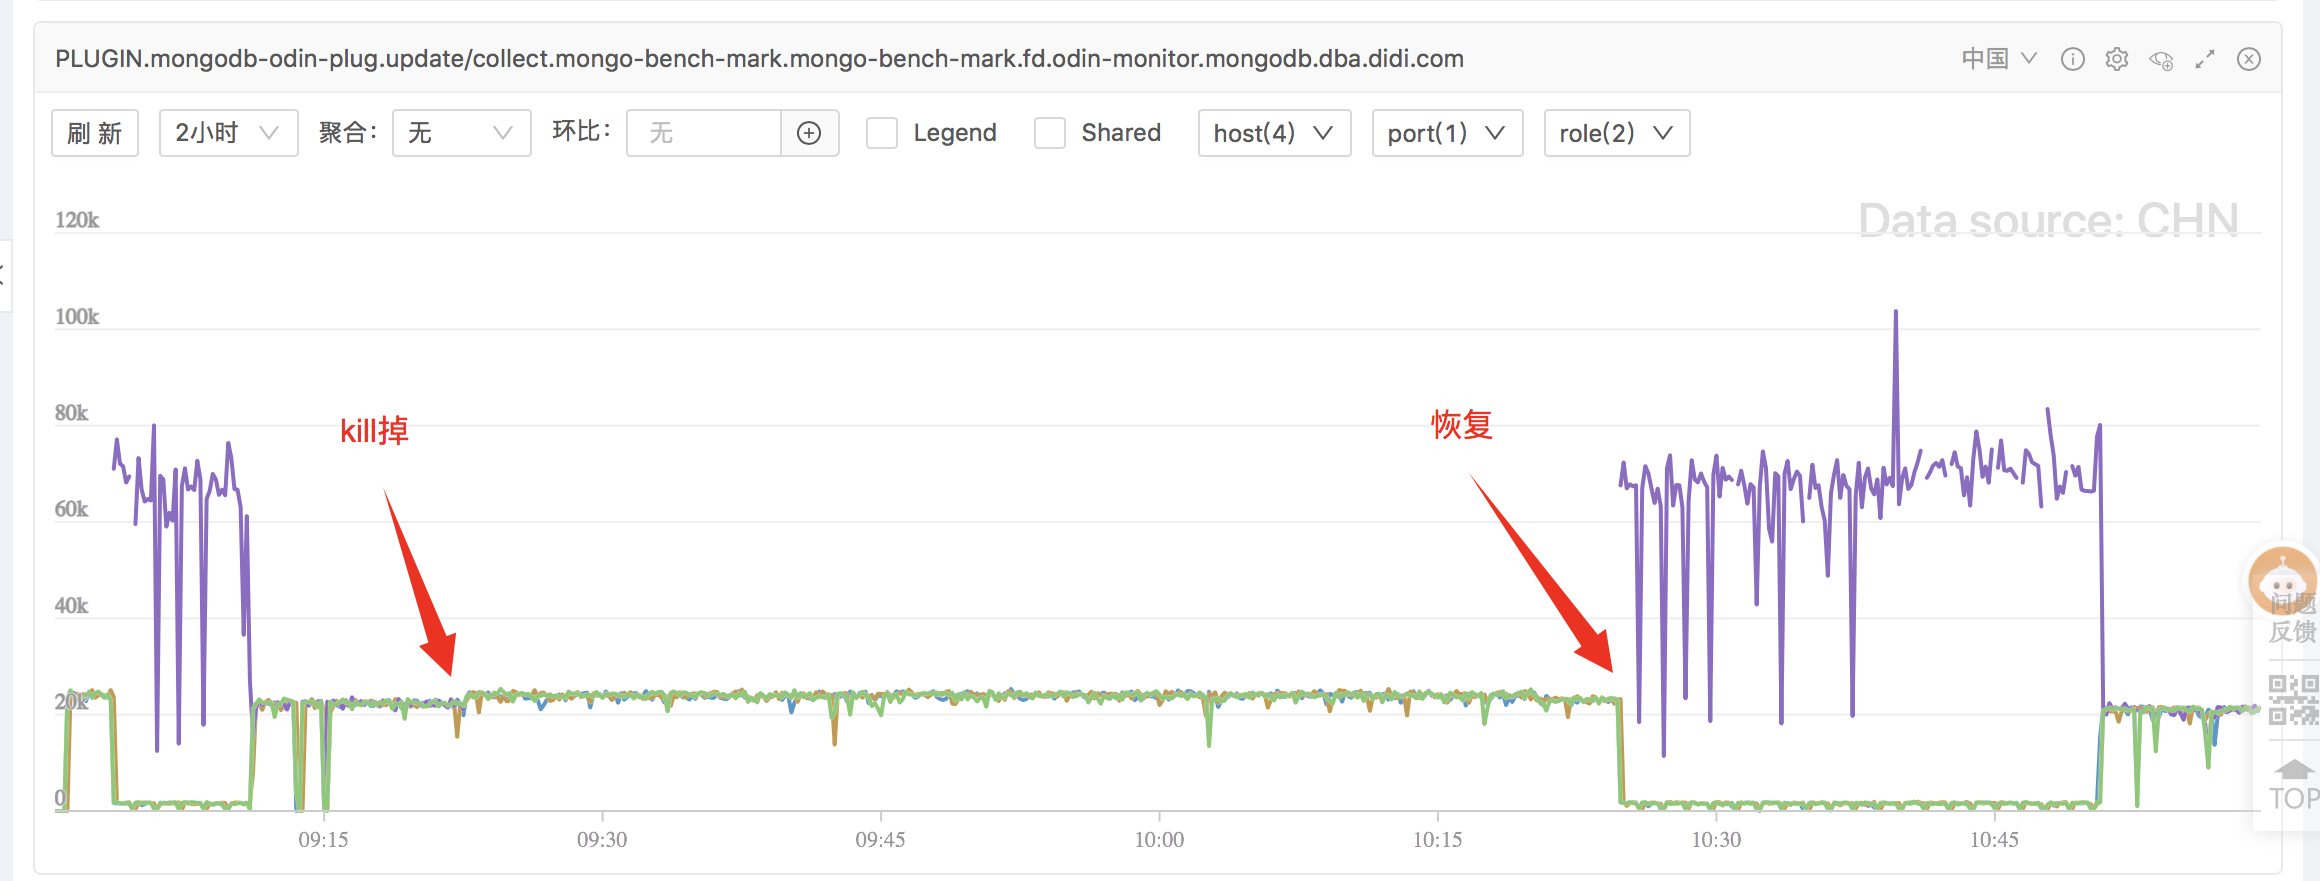 PLUGIN.mongodb-odin-plug.update/collect.mongo-bench-mark.mongo-bench-mark.fd.odin-monitor.mongodb.dba.didi.com
中国
刷 新
2小时
聚合：
无
环比：
无
Legend
Shared
host(4)
port(1)
role(2)
Data source: CHN
120k
100k
80k
60k
40k
20k
0
kill掉
恢复
09:15
09:30
09:45
10:00
10:15
10:30
10:45
问题
反馈
TOP